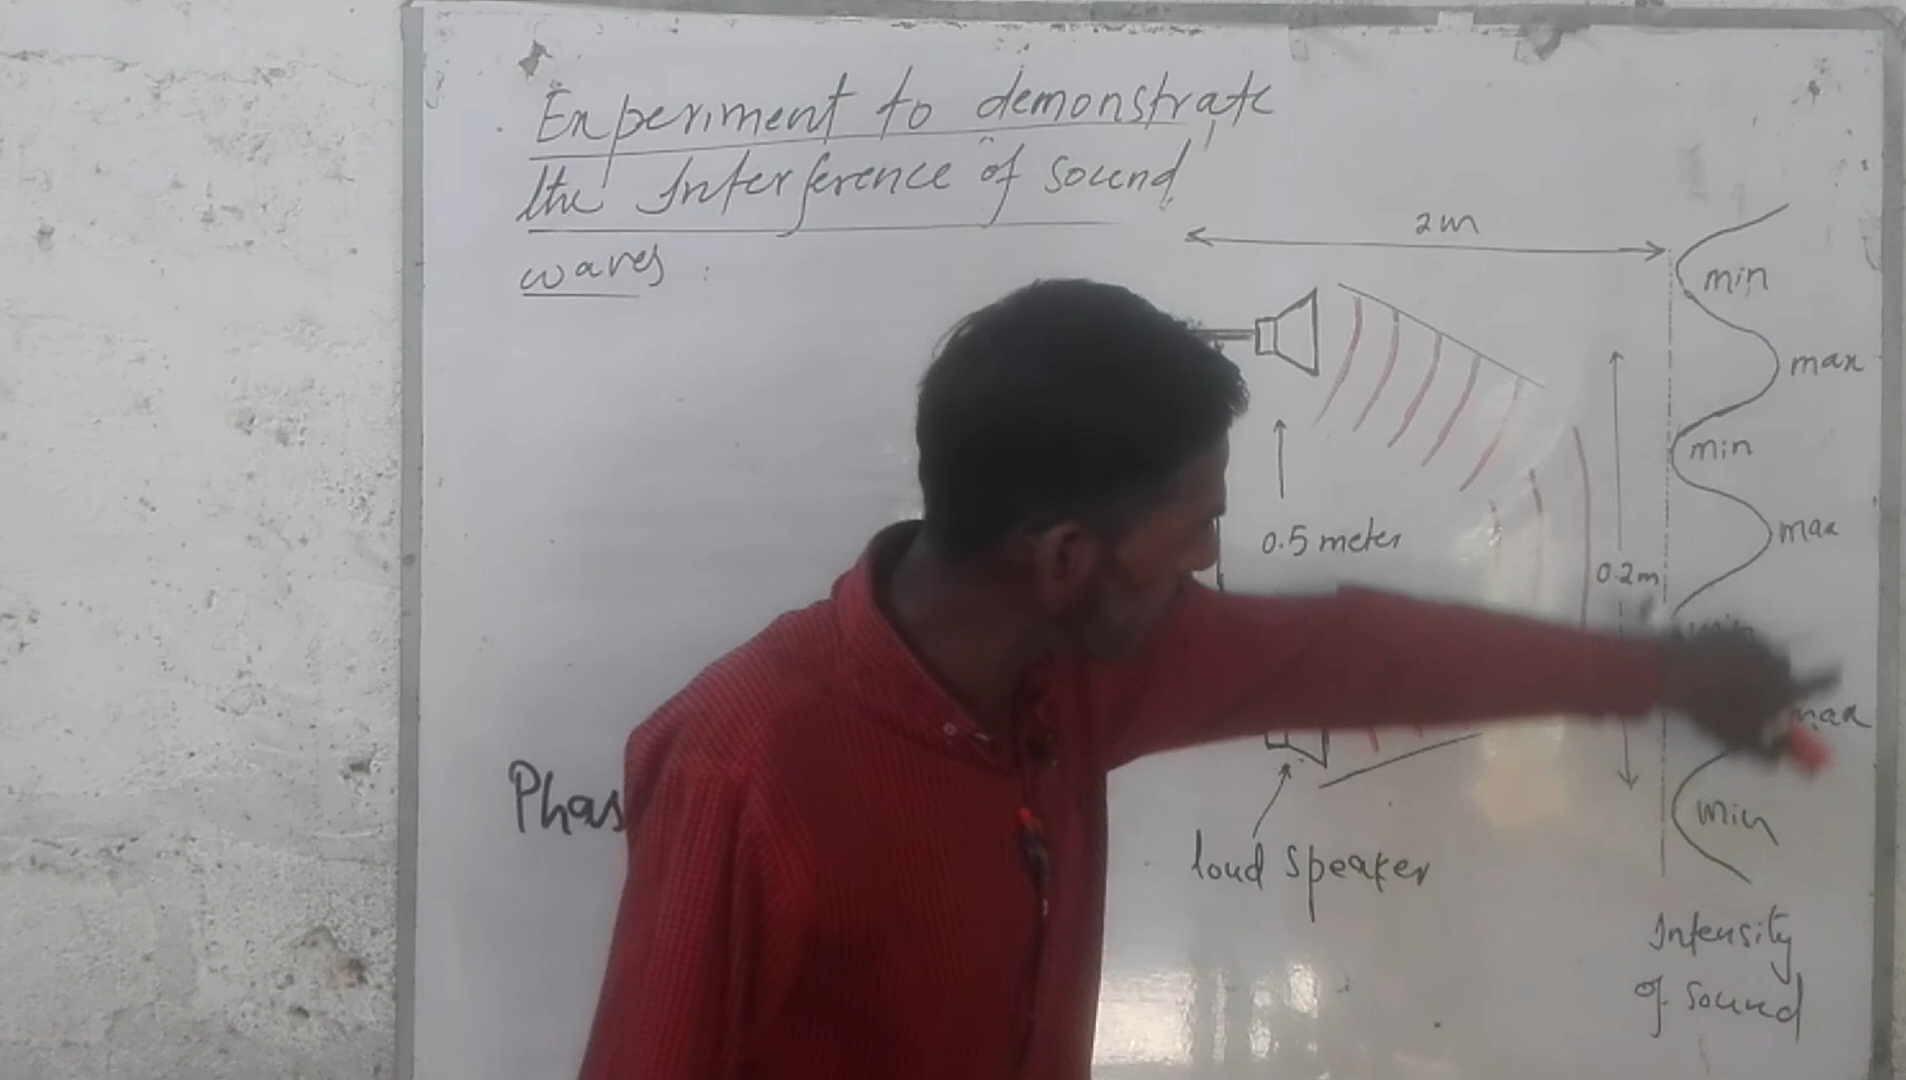 Experiment to demonstrate
the Interference of sound
waves :
2m
min
max
min
0.5 meter
max
0.2m
min
max
Phas
min
loud speaker
Intensity
of sound